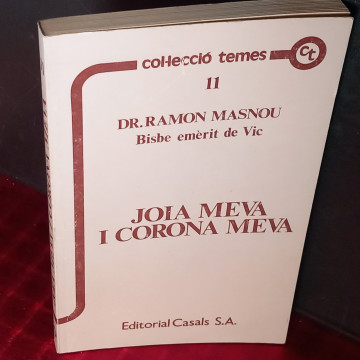 col·lecció temes
ct
11
DR. RAMON MASNOU
Bisbe emèrit de Vic
JOIA MEVA
I CORONA MEVA
Editorial Casals S.A.